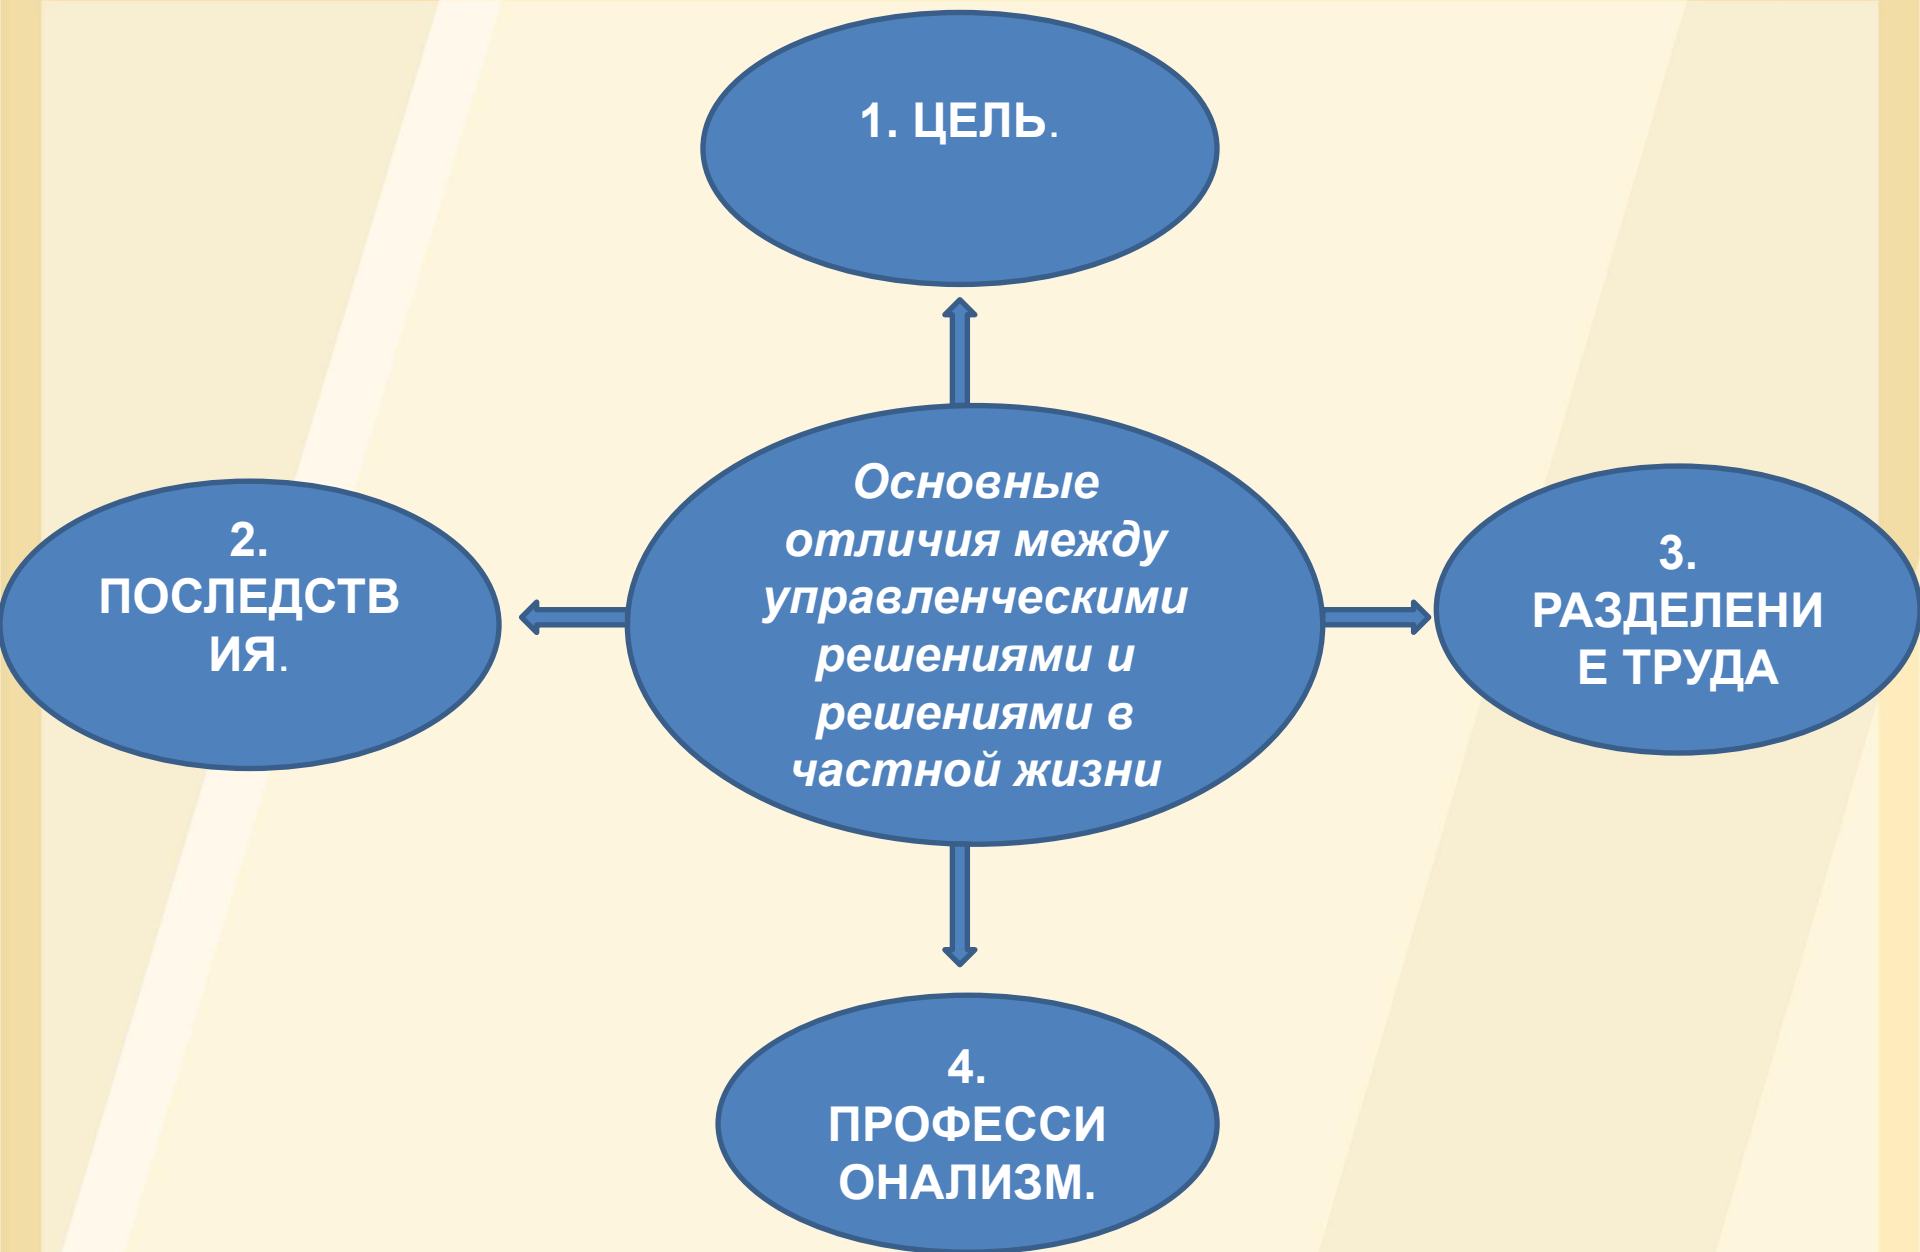 1. ЦЕЛЬ.
Основные
отличия между
управленческими
решениями и
решениями в
частной жизни
2.
ПОСЛЕДСТВ
ИЯ.
3.
РАЗДЕЛЕНИ
Е ТРУДА
4.
ПРОФЕССИ
ОНАЛИЗМ.